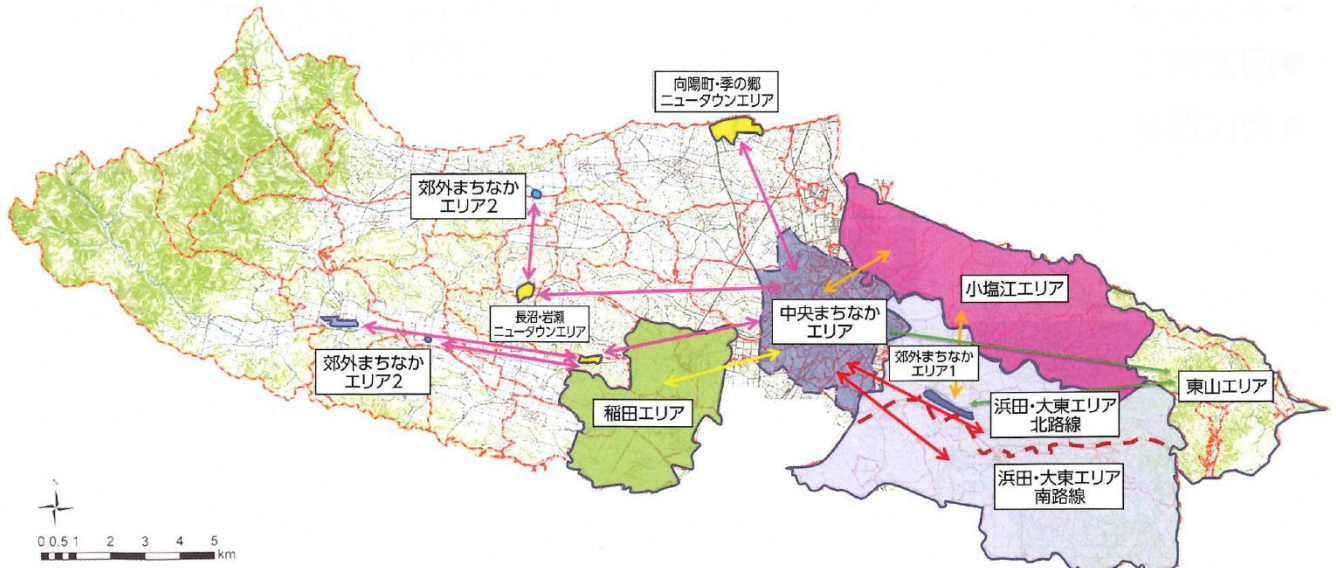 向陽町・季の郷
ニュータウンエリア
郊外まちなか
エリア2
小塩江エリア
中央まちなか
エリア
長沼・岩瀬
ニュータウンエリア
郊外まちなか
エリア2
郊外まちなか
エリア1
東山エリア
稲田エリア
浜田・大東エリア
北路線
浜田・大東エリア
南路線
0 0.5 1 2 3 4 5
km